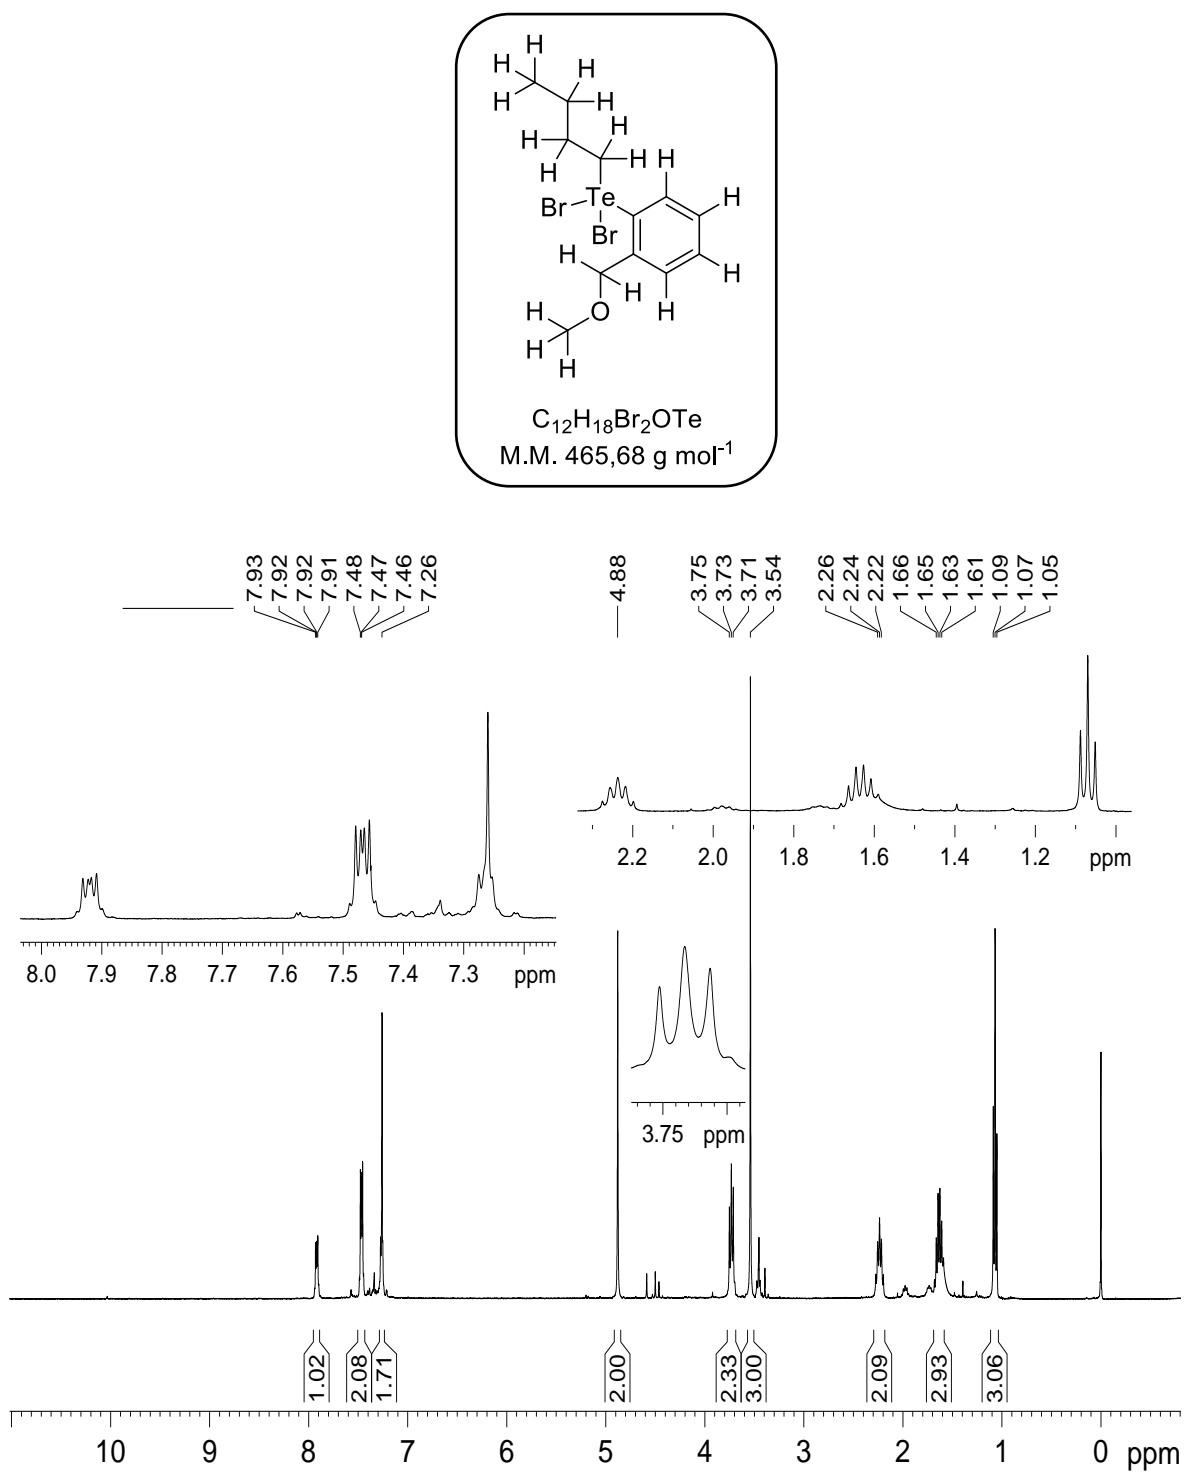 H
H
H
H
H
H
H
H
H
H
H
Te
Br
Br
H
H
H
H
H
O
H
H
H
C12H18Br2OTe
M.M. 465,68 g mol-1
7.93
7.92
7.92
7.91
7.48
7.47
7.46
7.26
4.88
3.75
3.73
3.71
3.54
2.26
2.24
2.22
1.66
1.65
1.63
1.61
1.09
1.07
1.05
2.2 2.0 1.8 1.6 1.4 1.2 ppm
8.0 7.9 7.8 7.7 7.6 7.5 7.4 7.3 ppm
3.75 ppm
1.02
2.08
1.71
2.00
2.33
3.00
2.09
2.93
3.06
10 9 8 7 6 5 4 3 2 1 0 ppm